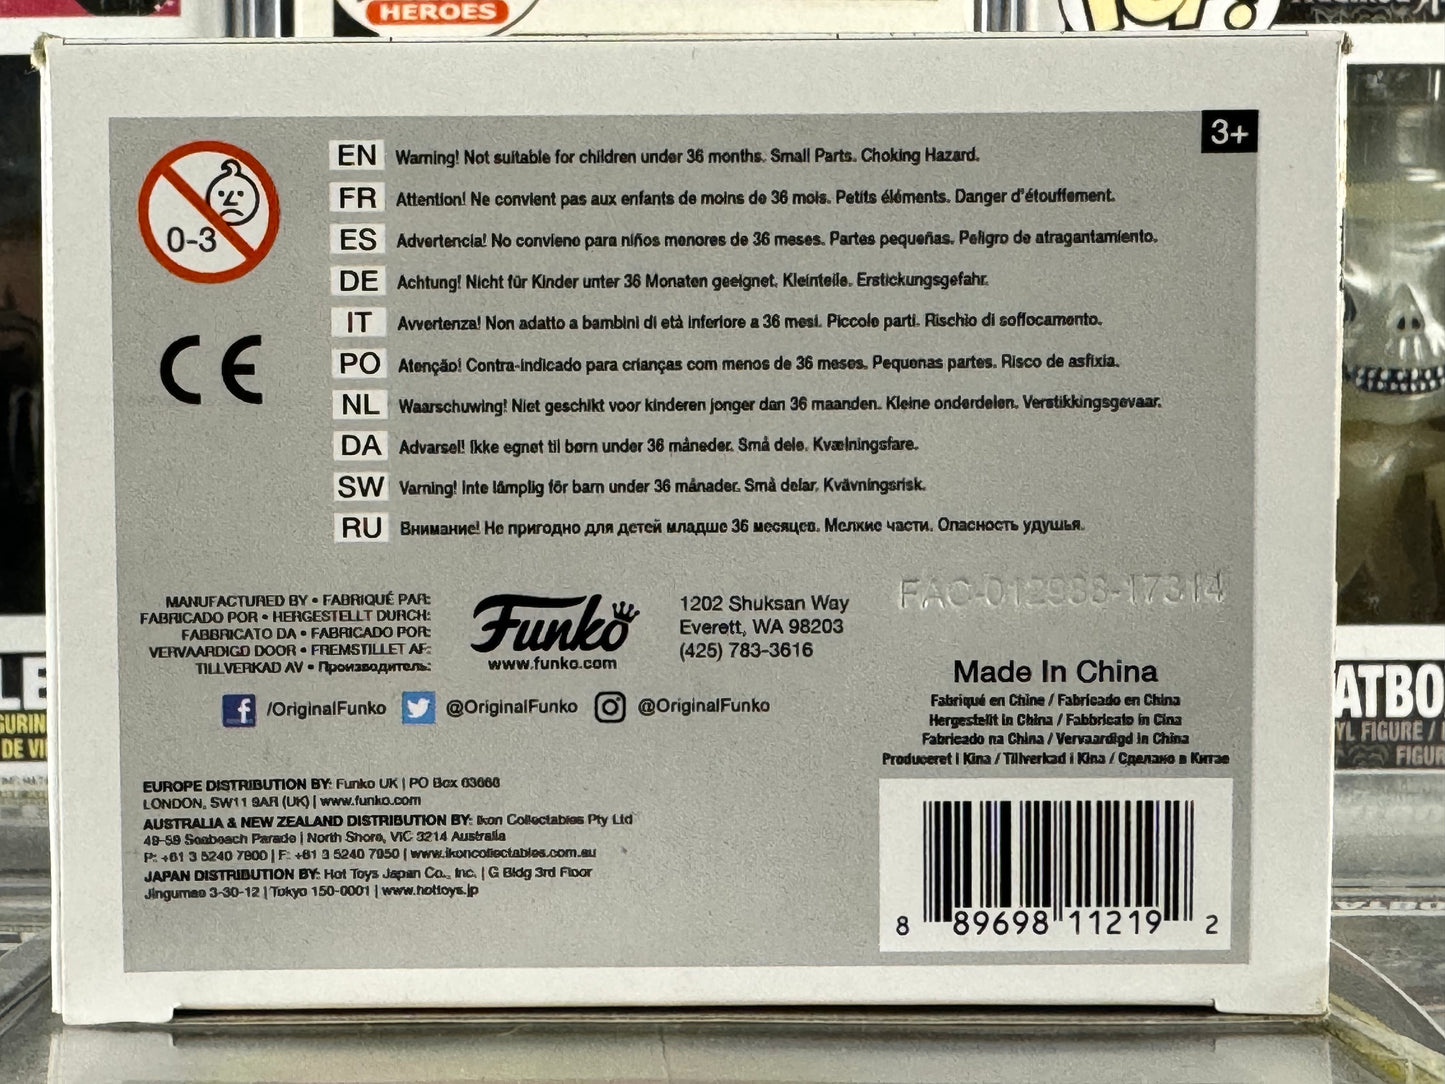 HEROES
POP!
3+
0-3
CE
EN Warning! Not suitable for children under 36 months. Small Parts. Choking Hazard.
FR Attention! Ne convient pas aux enfants de moins de 36 mois. Petits éléments. Danger d'étouffement.
ES Advertencia! No conviene para niños menores de 36 meses. Partes pequeñas. Peligro de atragantamiento.
DE Achtung! Nicht für Kinder unter 36 Monaten geeignet. Kleinteile. Erstickungsgefahr.
IT Avvertenza! Non adatto a bambini di età inferiore a 36 mesi. Piccole parti. Rischio di soffocamento.
PO Atenção! Contra-indicado para crianças com menos de 36 meses. Pequenas partes. Risco de asfixia.
NL Waarschuwing! Niet geschikt voor kinderen jonger dan 36 maanden. Kleine onderdelen. Verstikkingsgevaar.
DA Advarsel! Ikke egnet til børn under 36 måneder. Små dele. Kvælningsfare.
SW Varning! Inte lämplig för barn under 36 månader. Små delar. Kvävningsrisk.
RU Внимание! Не пригодно для детей младше 36 месяцев. Мелкие части. Опасность удушья.
MANUFACTURED BY • FABRIQUÉ PAR:
FABRICADO POR • HERGESTELLT DURCH:
FABBRICATO DA • FABRICADO POR:
VERVAARDIGD DOOR • FREMSTILLET AF:
TILLVERKAD AV • Производитель:
Funko
www.funko.com
1202 Shuksan Way
Everett, WA 98203
(425) 783-3616
FAC-012988-17314
/OriginalFunko @OriginalFunko @OriginalFunko
Made In China
Fabriqué en Chine / Fabricado en China
Hergestellt in China / Fabbricato in Cina
Fabricado na China / Vervaardigd in China
Produceret i Kina / Tillverkad i Kina / Сделано в Китае
EUROPE DISTRIBUTION BY: Funko UK | PO Box 63668
LONDON, SW11 9AR (UK) | www.funko.com
AUSTRALIA & NEW ZEALAND DISTRIBUTION BY: Ikon Collectables Pty Ltd
49-59 Seabeach Parade | North Shore, VIC 3214 Australia
P: +61 3 5240 7900 | F: +61 3 5240 7950 | www.ikoncollectables.com.au
JAPAN DISTRIBUTION BY: Hot Toys Japan Co., Inc. | G Bldg 3rd Floor
Jingumae 3-30-12 | Tokyo 150-0001 | www.hottoys.jp
8 89698 11219 2
ATBO
YL FIGURE /
FIGUR
LE
GURIN
DE VI